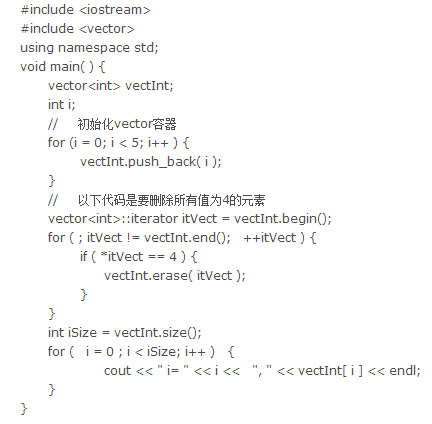 #include <iostream>
#include <vector>
using namespace std;
void main( ) {
vector<int> vectInt;
int i;
// 初始化vector容器
for (i = 0; i < 5; i++ ) {
vectInt.push_back( i );
}
// 以下代码是要删除所有值为4的元素
vector<int>::iterator itVect = vectInt.begin();
for ( ; itVect != vectInt.end(); ++itVect ) {
if ( *itVect == 4 ) {
vectInt.erase( itVect );
}
}
int iSize = vectInt.size();
for ( i = 0 ; i < iSize; i++ ) {
cout << " i= " << i << ", " << vectInt[ i ] << endl;
}
}